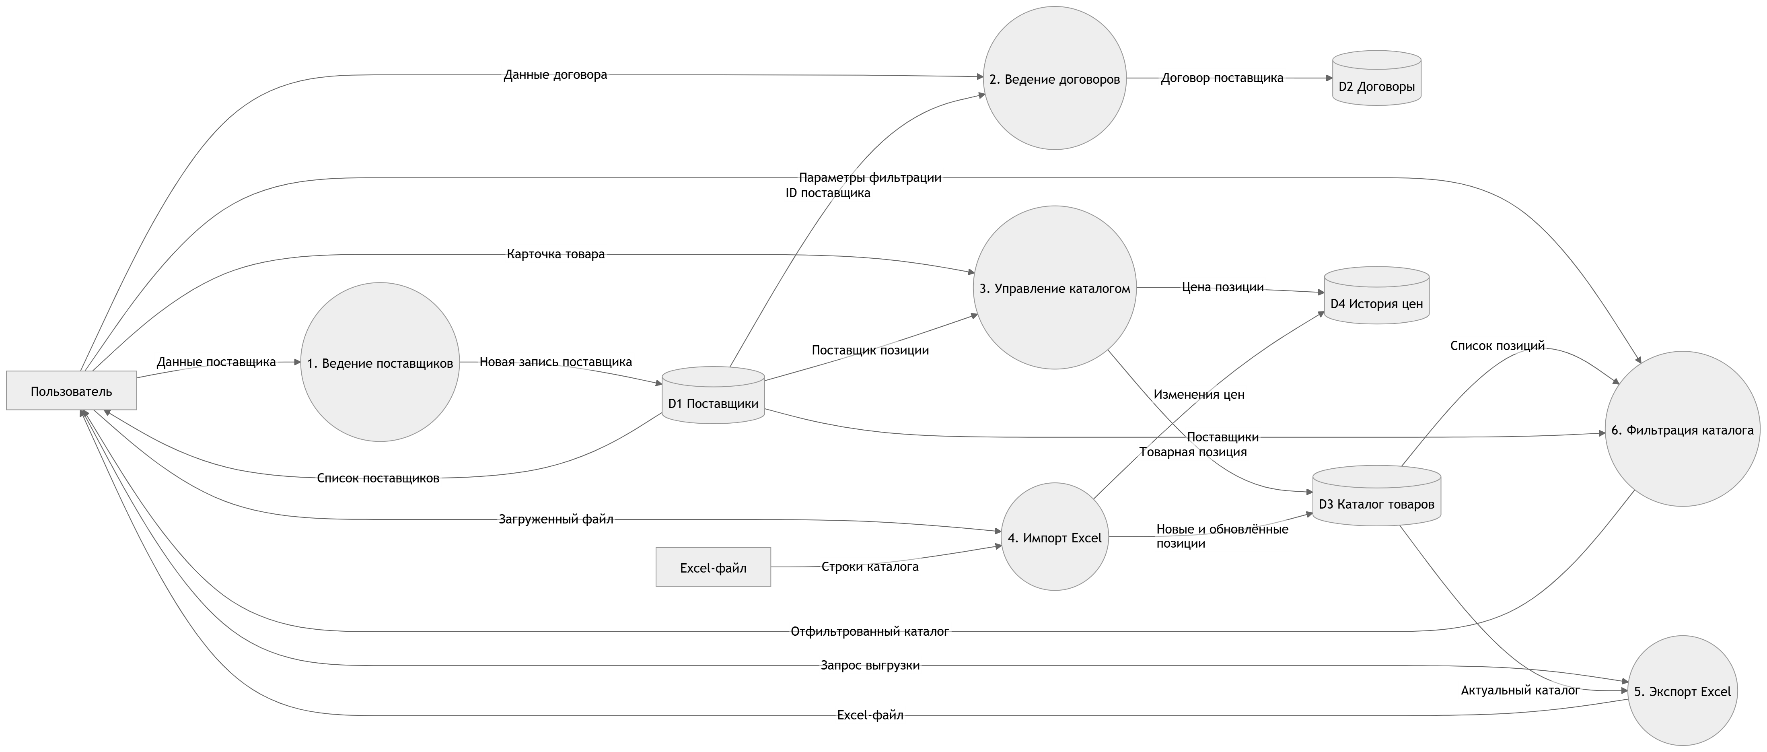 Данные договора
2. Ведение договоров
Договор поставщика
D2 Договоры
Параметры фильтрации
ID поставщика
Карточка товара
3. Управление каталогом
Цена позиции
D4 История цен
Данные поставщика
1. Ведение поставщиков
Новая запись поставщика
Поставщик позиции
Список позиций
Пользователь
D1 Поставщики
Изменения цен
Поставщики
6. Фильтрация каталога
Товарная позиция
Список поставщиков
D3 Каталог товаров
Загруженный файл
4. Импорт Excel
Новые и обновлённые
позиции
Excel-файл
Строки каталога
Отфильтрованный каталог
Запрос выгрузки
Актуальный каталог
5. Экспорт Excel
Excel-файл